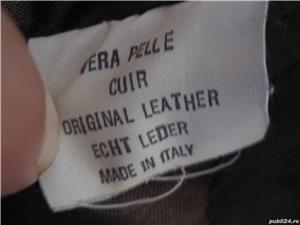 VERA PELLE
CUIR
ORIGINAL LEATHER
ECHT LEDER
MADE IN ITALY
publi24.ro